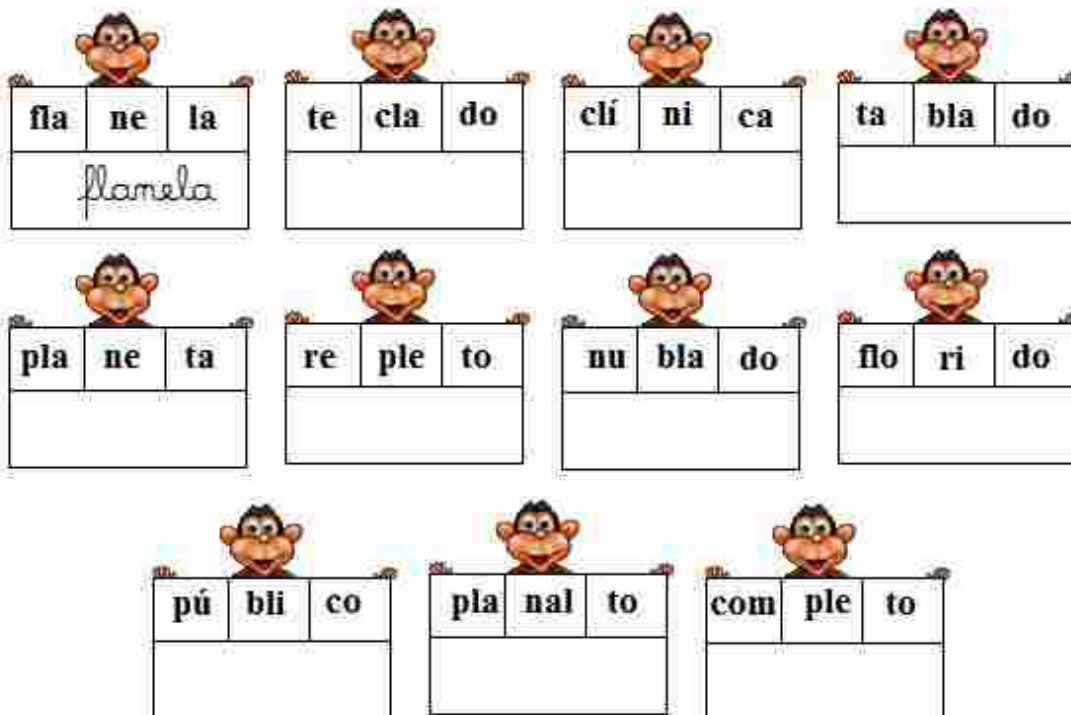 fla ne la te cla do clí ni ca ta bla do
flanela
pla ne ta re ple to nu bla do flo ri do
pú bli co pla nal to com ple to